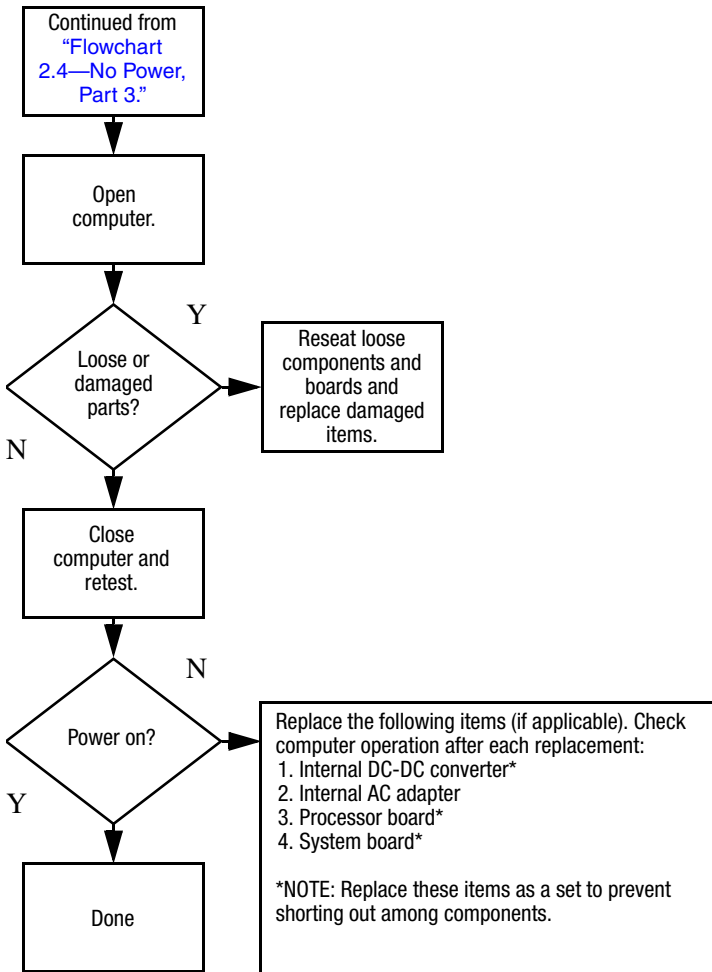 Continued from
“Flowchart
2.4—No Power,
Part 3.”
Open
computer.
Y
Loose or
damaged
parts?
Reseat loose
components and
boards and
replace damaged
items.
N
Close
computer and
retest.
N
Power on?
Replace the following items (if applicable). Check
computer operation after each replacement:
1. Internal DC-DC converter*
2. Internal AC adapter
3. Processor board*
4. System board*
*NOTE: Replace these items as a set to prevent
shorting out among components.
Y
Done